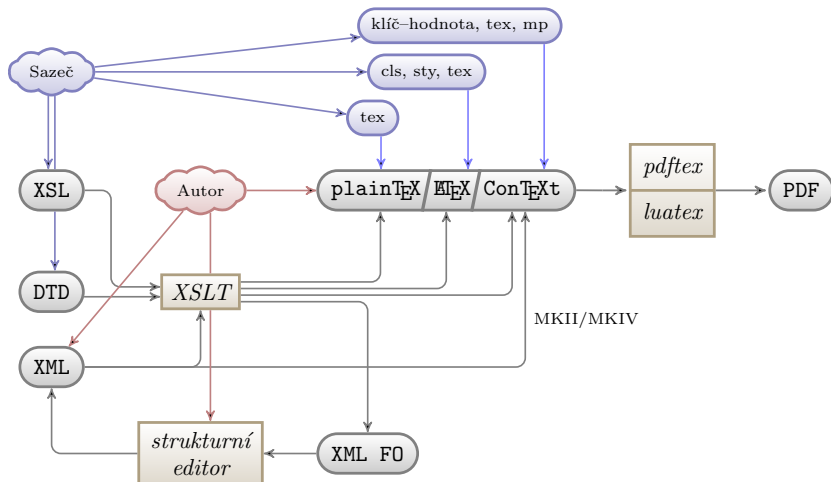 klíč–hodnota, tex, mp
Sazeč
cls, sty, tex
tex
XSL
Autor
plainTEX / LATEX / ConTEXt
pdftex
luatex
PDF
DTD
XSLT
MKII/MKIV
XML
strukturní
editor
XML FO